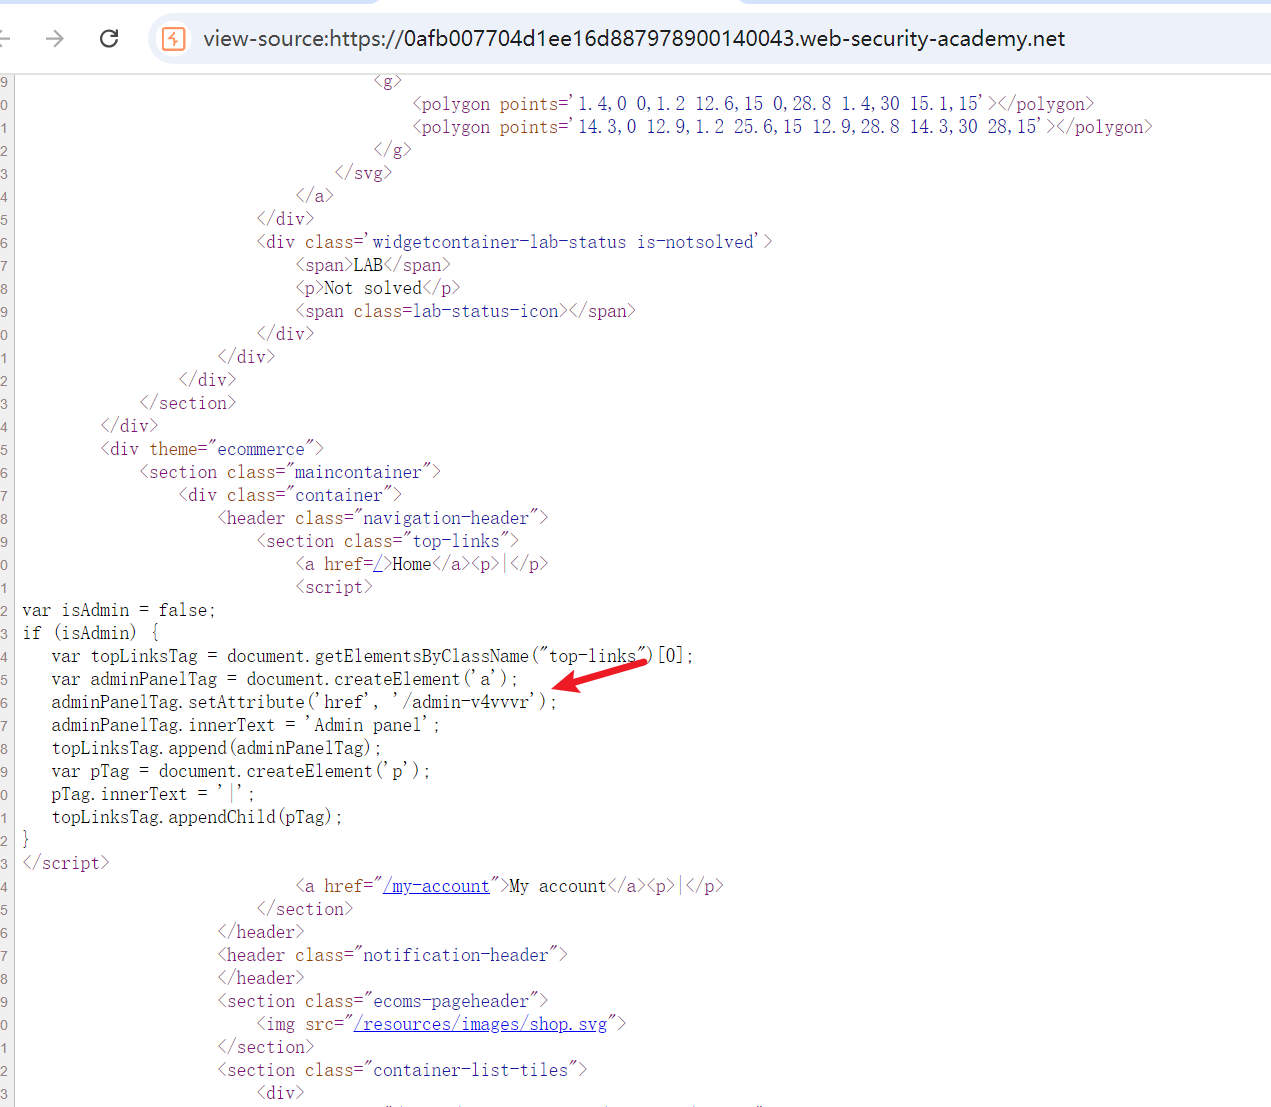 view-source:https://0afb007704d1ee16d887978900140043.web-security-academy.net
9 <g>
0 <polygon points='1.4,0 0,1.2 12.6,15 0,28.8 1.4,30 15.1,15'></polygon>
1 <polygon points='14.3,0 12.9,1.2 25.6,15 12.9,28.8 14.3,30 28,15'></polygon>
2 </g>
3 </svg>
4 </a>
5 </div>
6 <div class='widgetcontainer-lab-status is-notsolved'>
7 <span>LAB</span>
8 <p>Not solved</p>
9 <span class=lab-status-icon></span>
0 </div>
1 </div>
2 </div>
3 </section>
4 </div>
5 <div theme="ecommerce">
6 <section class="maincontainer">
7 <div class="container">
8 <header class="navigation-header">
9 <section class="top-links">
0 <a href=/>Home</a><p>|</p>
1 <script>
2 var isAdmin = false;
3 if (isAdmin) {
4 var topLinksTag = document.getElementsByClassName("top-links")[0];
5 var adminPanelTag = document.createElement('a');
6 adminPanelTag.setAttribute('href', '/admin-v4vvvr');
7 adminPanelTag.innerText = 'Admin panel';
8 topLinksTag.append(adminPanelTag);
9 var pTag = document.createElement('p');
0 pTag.innerText = '|';
1 topLinksTag.appendChild(pTag);
2 }
3 </script>
4 <a href="/my-account">My account</a><p>|</p>
5 </section>
6 </header>
7 <header class="notification-header">
8 </header>
9 <section class="ecoms-pageheader">
0 <img src="/resources/images/shop.svg">
1 </section>
2 <section class="container-list-tiles">
3 <div>